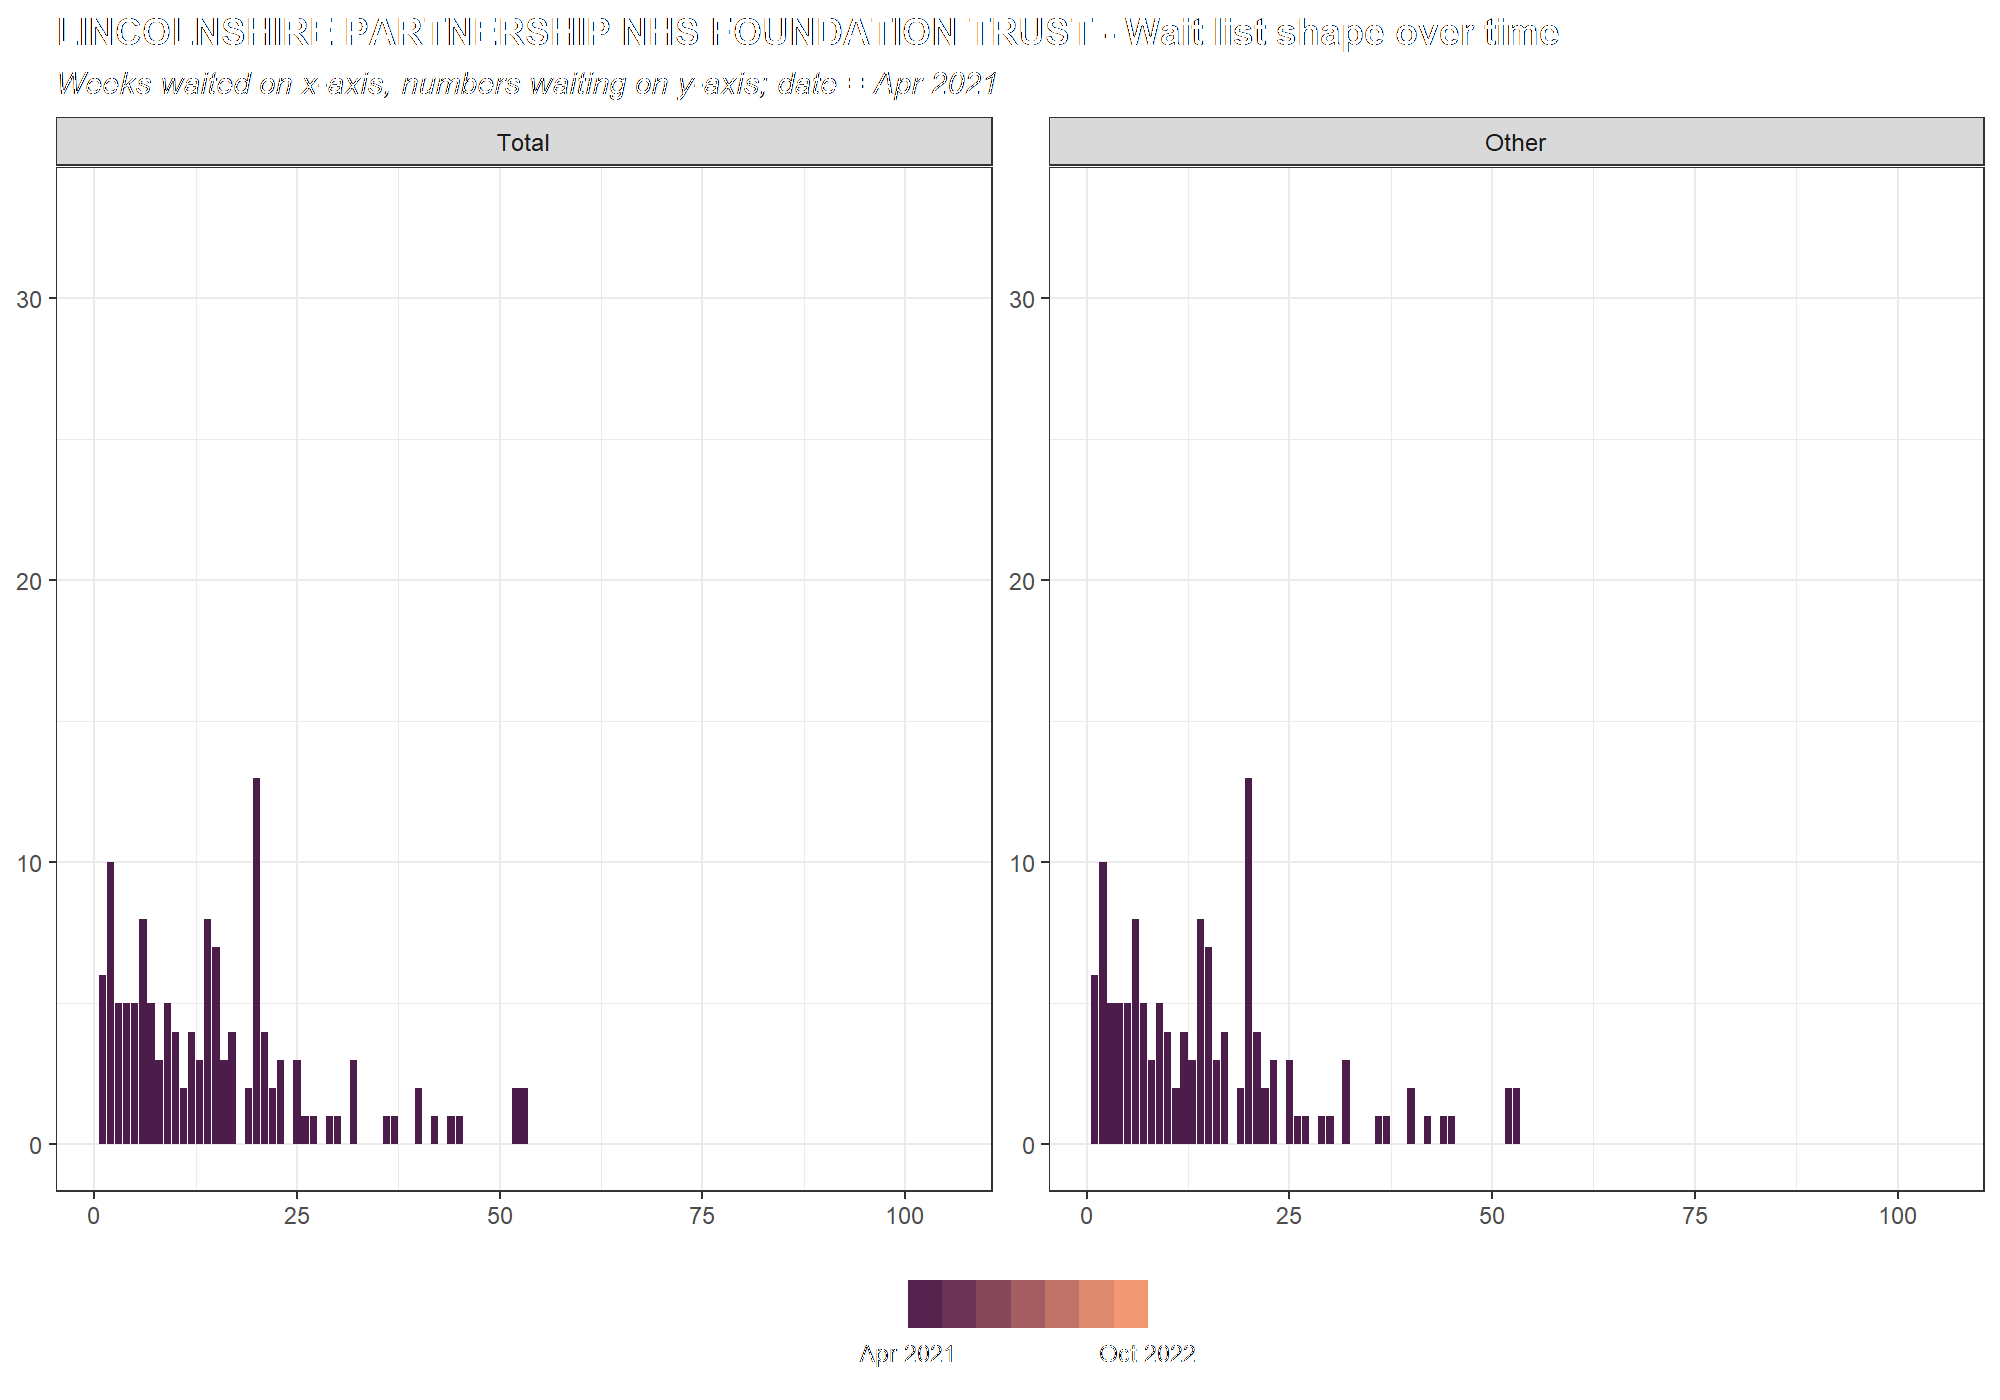 LINCOLNSHIRE PARTNERSHIP NHS FOUNDATION TRUST - Wait list shape over time
Weeks waited on x-axis, numbers waiting on y-axis; date = Apr 2021
Total
Other
30
20
10
0
30
20
10
0
0 25 50 75 100
0 25 50 75 100
Apr 2021
Oct 2022